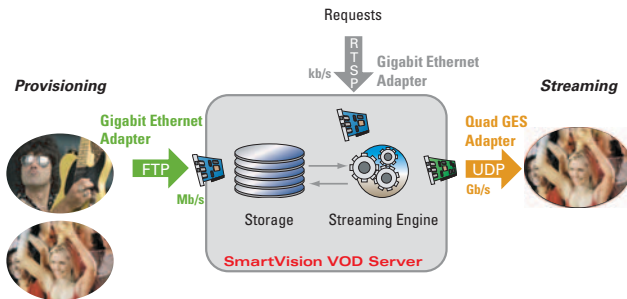 Requests
kb/s
RTSP
Gigabit Ethernet
Adapter
Provisioning
Streaming
Gigabit Ethernet
Adapter
FTP
Mb/s
Storage
Streaming Engine
Quad GES
Adapter
UDP
Gb/s
SmartVision VOD Server